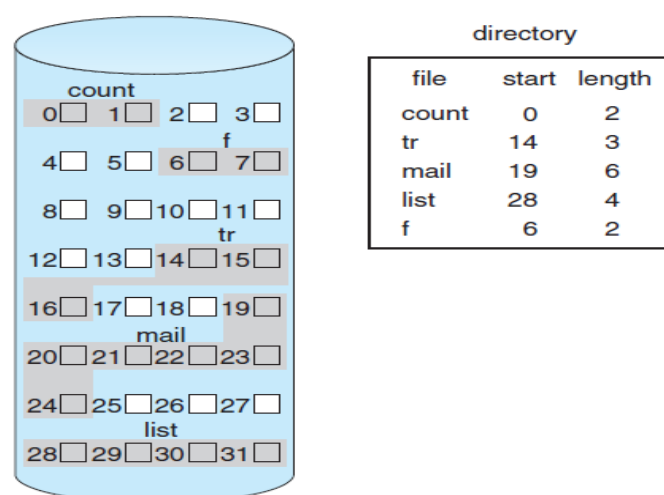 count
0 1 2 3
f
4 5 6 7
8 9 10 11
tr
12 13 14 15
16 17 18 19
mail
20 21 22 23
24 25 26 27
list
28 29 30 31
directory
file start length
count 0 2
tr 14 3
mail 19 6
list 28 4
f 6 2